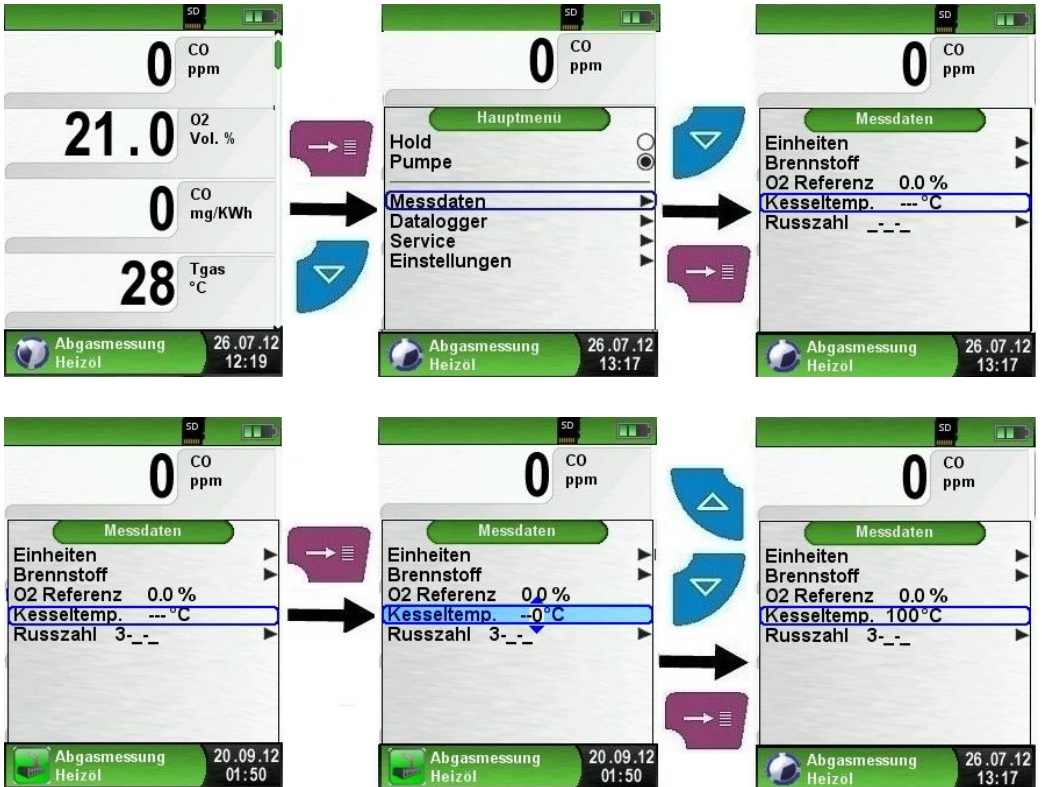 SD
0 CO
ppm
21.0 O2
Vol. %
0 CO
mg/KWh
28 Tgas
°C
Abgasmessung
Heizöl
26.07.12
12:19
SD
0 CO
ppm
Hauptmenü
Hold
Pumpe
Messdaten
Datalogger
Service
Einstellungen
Abgasmessung
Heizöl
26.07.12
13:17
SD
0 CO
ppm
Messdaten
Einheiten
Brennstoff
O2 Referenz 0.0 %
Kesseltemp. --- °C
Russzahl _-_-_
Abgasmessung
Heizöl
26.07.12
13:17
SD
0 CO
ppm
Messdaten
Einheiten
Brennstoff
O2 Referenz 0.0 %
Kesseltemp. --- °C
Russzahl 3-_-_
Abgasmessung
Heizöl
20.09.12
01:50
SD
0 CO
ppm
Messdaten
Einheiten
Brennstoff
O2 Referenz 0.0 %
Kesseltemp. --0°C
Russzahl 3-_-_
Abgasmessung
Heizöl
20.09.12
01:50
SD
0 CO
ppm
Messdaten
Einheiten
Brennstoff
O2 Referenz 0.0 %
Kesseltemp. 100°C
Russzahl 3-_-_
Abgasmessung
Heizöl
26.07.12
13:17